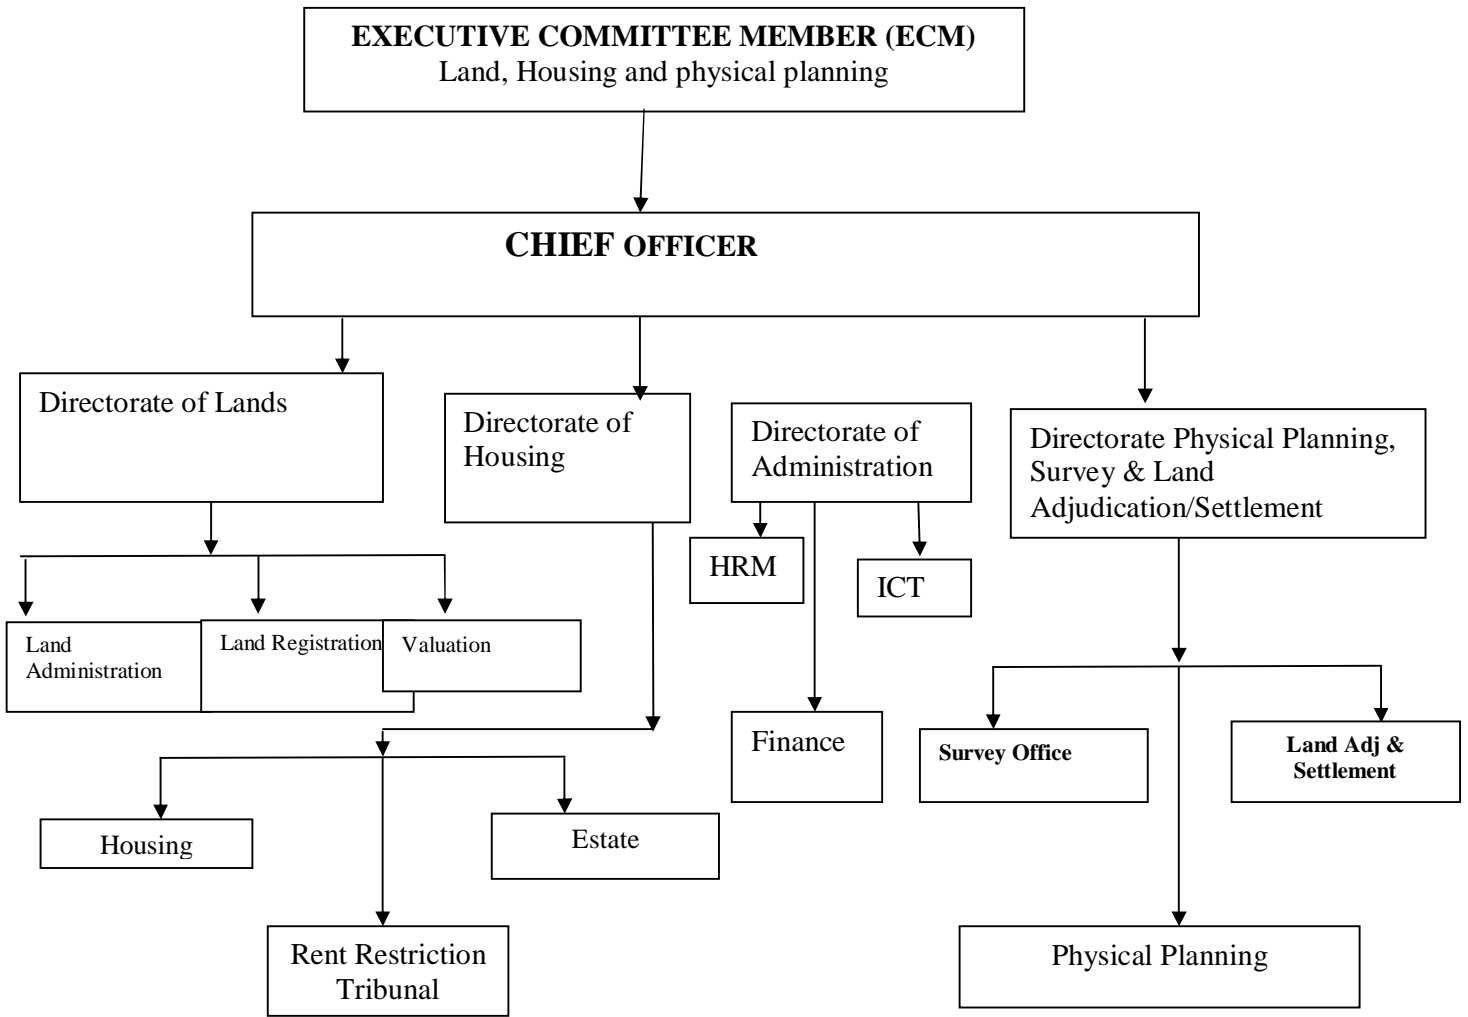 EXECUTIVE COMMITTEE MEMBER (ECM)
Land, Housing and physical planning
CHIEF OFFICER
Directorate of Lands
Directorate of
Housing
Directorate of
Administration
Directorate Physical Planning,
Survey & Land
Adjudication/Settlement
HRM
ICT
Land
Administration
Land Registration
Valuation
Finance
Survey Office
Land Adj &
Settlement
Housing
Estate
Rent Restriction
Tribunal
Physical Planning